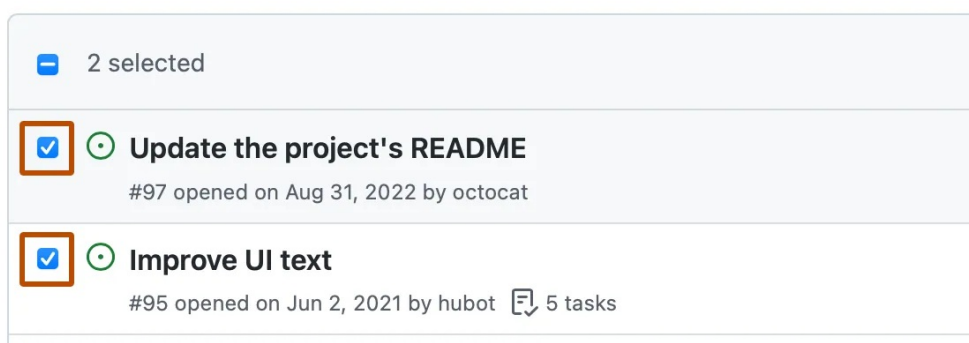 2 selected
Update the project's README
#97 opened on Aug 31, 2022 by octocat
Improve UI text
#95 opened on Jun 2, 2021 by hubot 5 tasks